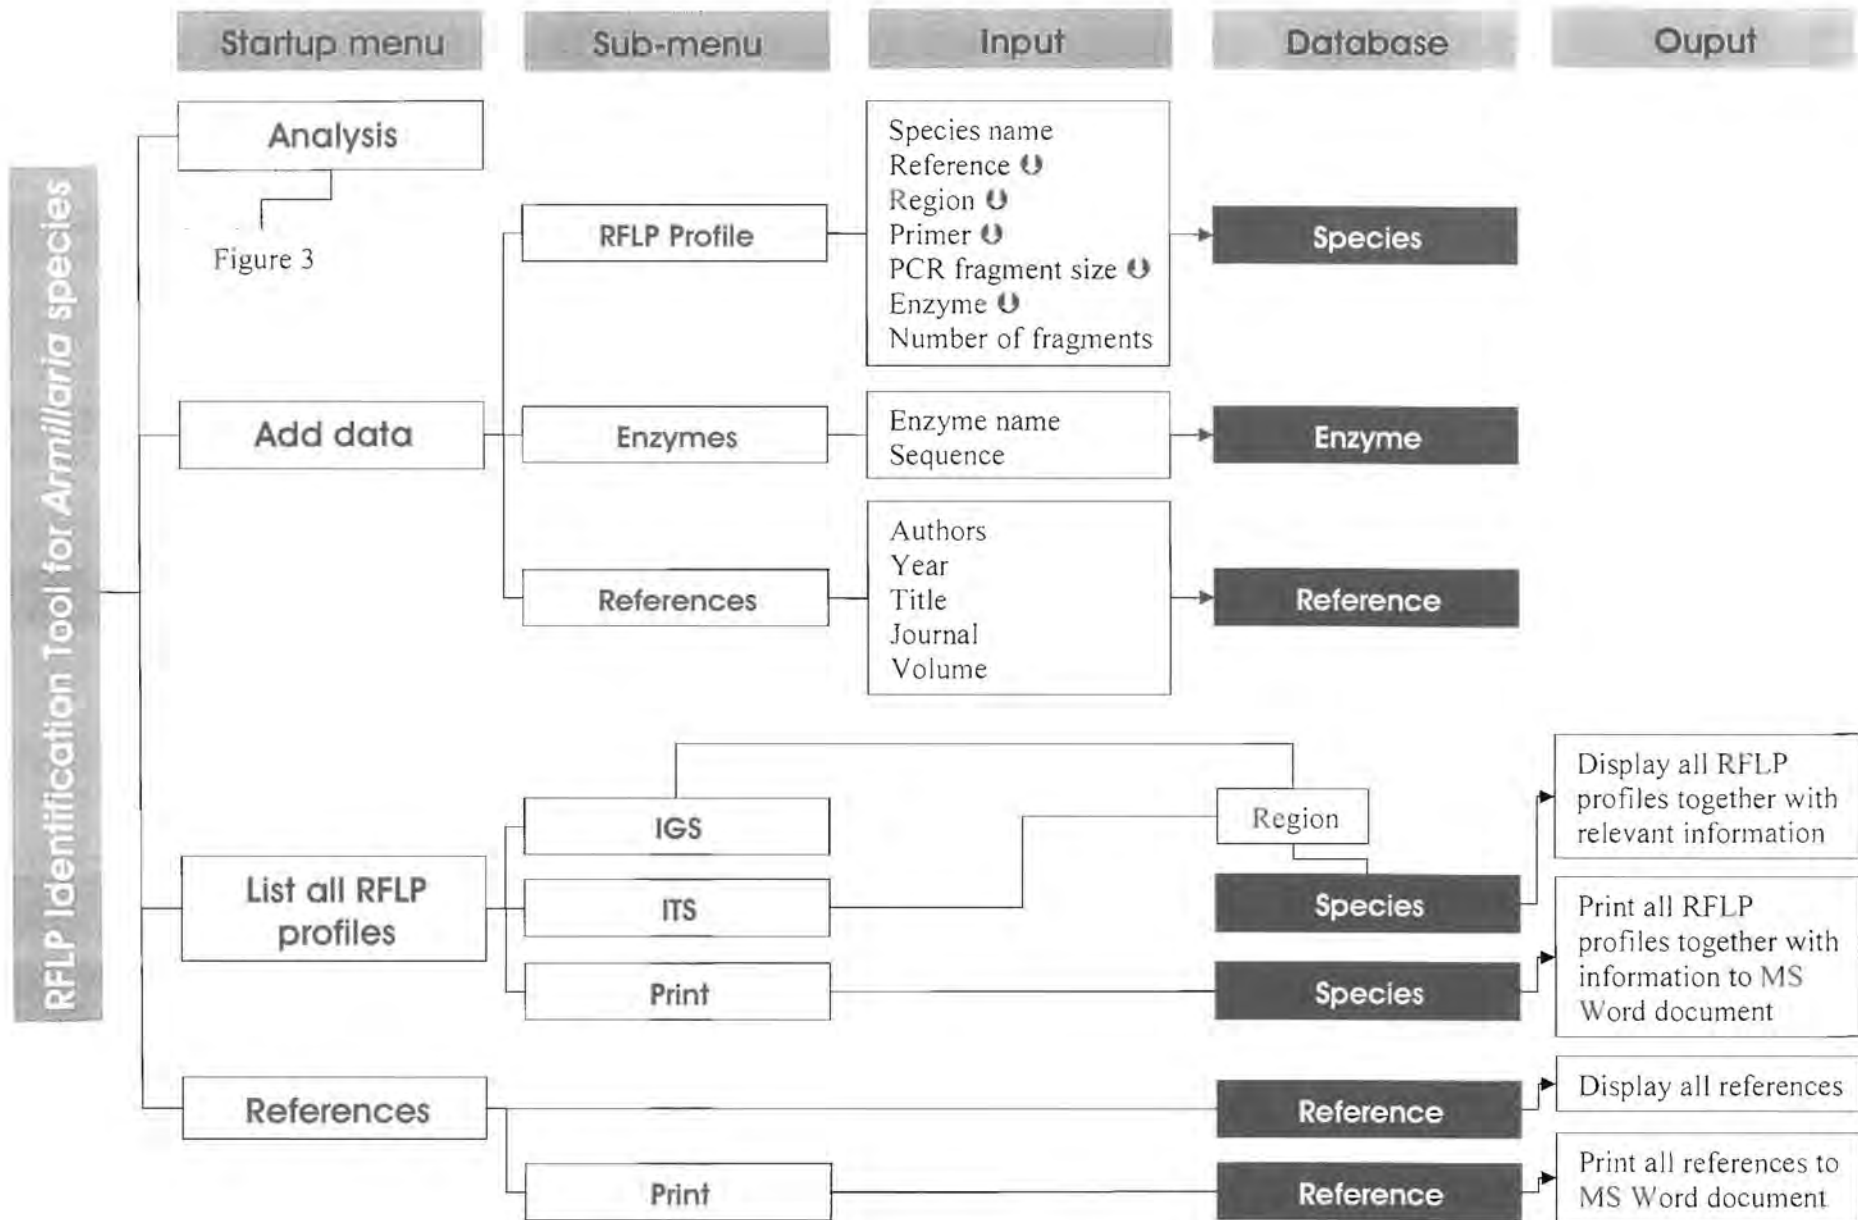 Startup menu
Sub-menu
Input
Database
Ouput
RFLP Identification Tool for Armillaria species
Analysis
Figure 3
Add data
RFLP Profile
Species name
Reference
Region
Primer
PCR fragment size
Enzyme
Number of fragments
Species
Enzymes
Enzyme name
Sequence
Enzyme
References
Authors
Year
Title
Journal
Volume
Reference
List all RFLP
profiles
IGS
ITS
Print
Region
Species
Species
Display all RFLP
profiles together with
relevant information
Print all RFLP
profiles together with
information to MS
Word document
References
Reference
Display all references
Print
Reference
Print all references to
MS Word document